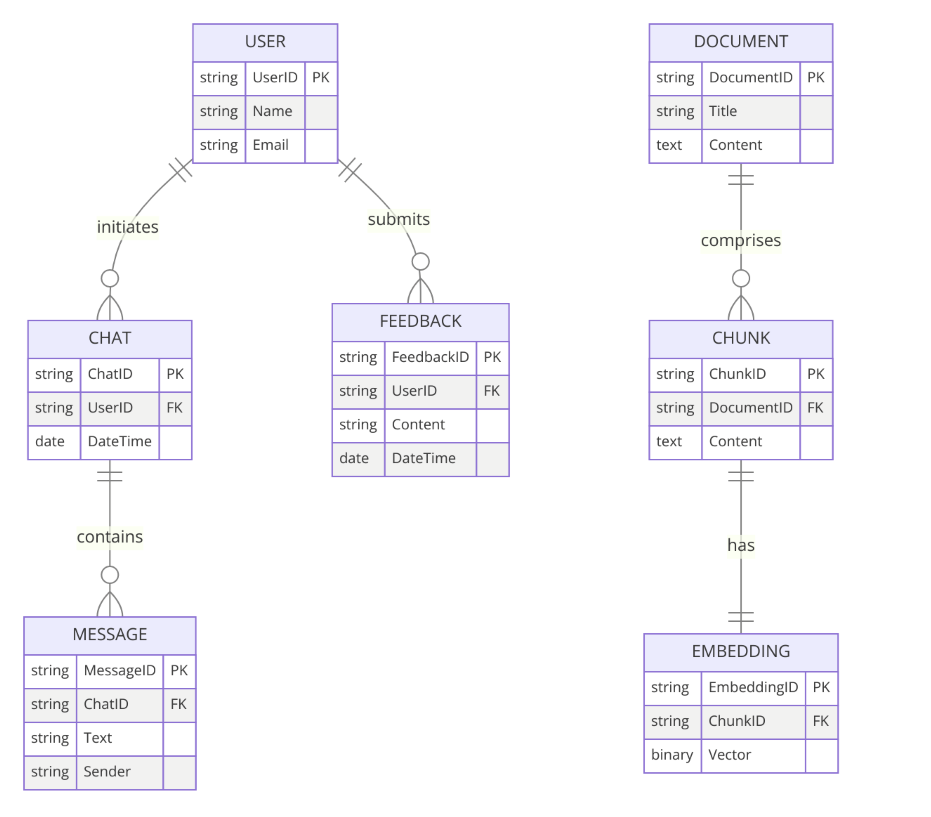 USER
string UserID PK
string Name
string Email
DOCUMENT
string DocumentID PK
string Title
text Content
initiates
submits
comprises
CHAT
string ChatID PK
string UserID FK
date DateTime
FEEDBACK
string FeedbackID PK
string UserID FK
string Content
date DateTime
CHUNK
string ChunkID PK
string DocumentID FK
text Content
contains
has
MESSAGE
string MessageID PK
string ChatID FK
string Text
string Sender
EMBEDDING
string EmbeddingID PK
string ChunkID FK
binary Vector